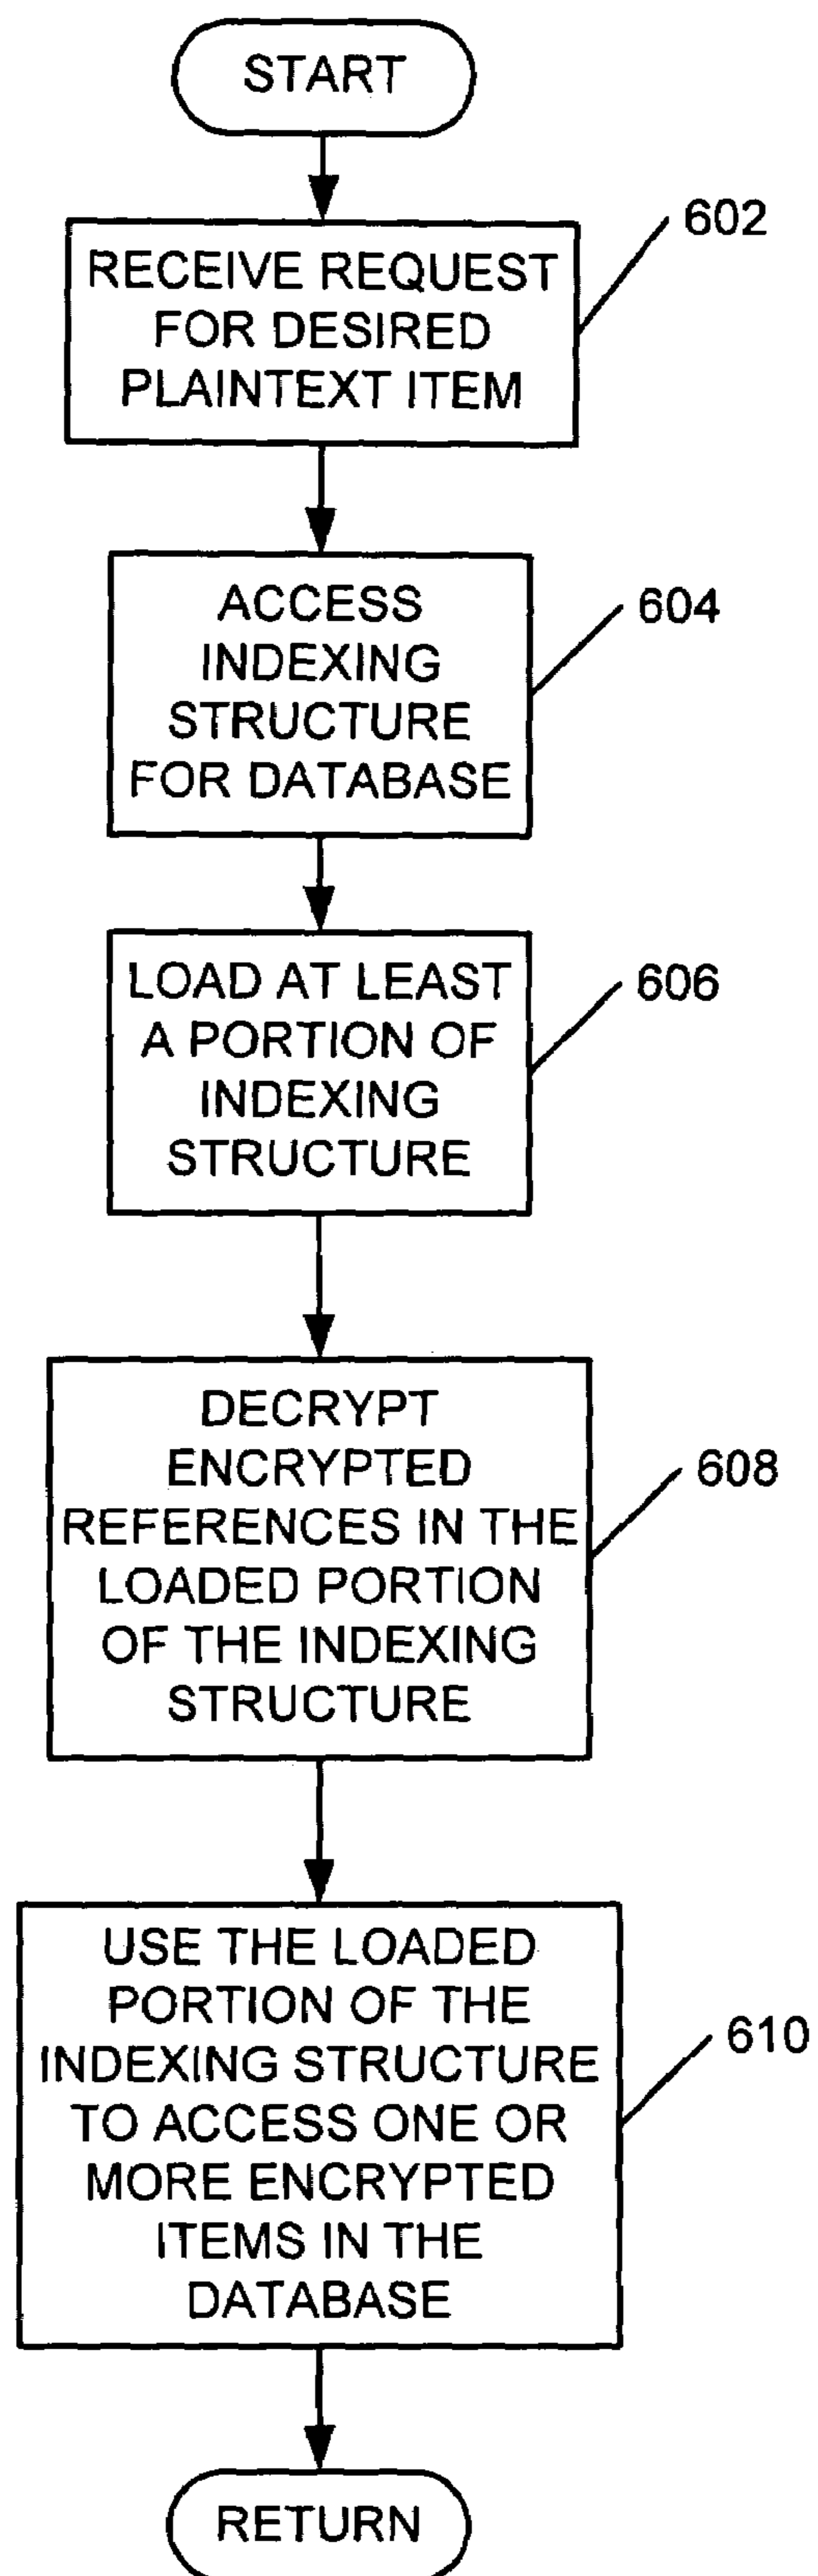 START
602
RECEIVE REQUEST
FOR DESIRED
PLAINTEXT ITEM
604
ACCESS
INDEXING
STRUCTURE
FOR DATABASE
606
LOAD AT LEAST
A PORTION OF
INDEXING
STRUCTURE
608
DECRYPT
ENCRYPTED
REFERENCES IN THE
LOADED PORTION
OF THE INDEXING
STRUCTURE
610
USE THE LOADED
PORTION OF THE
INDEXING STRUCTURE
TO ACCESS ONE OR
MORE ENCRYPTED
ITEMS IN THE
DATABASE
RETURN